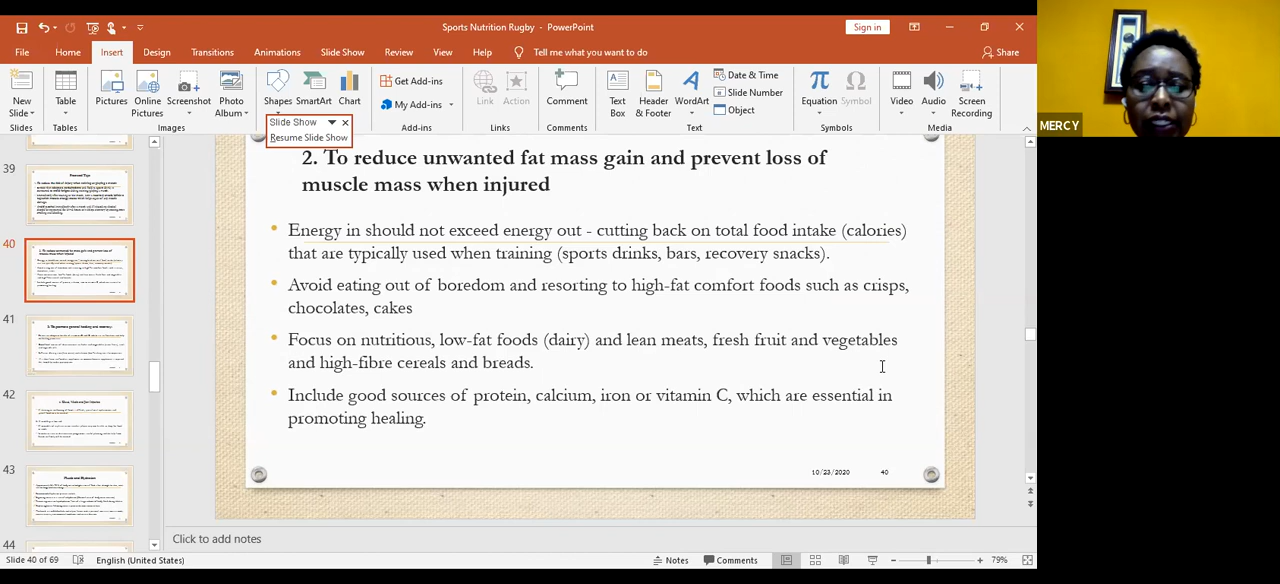 Sports Nutrition Rugby - PowerPoint
Sign in
File Home Insert Design Transitions Animations Slide Show Review View Help Tell me what you want to do
Share
New Slide
Table
Pictures
Online Pictures
Screenshot
Photo Album
Shapes
SmartArt
Chart
Get Add-ins
My Add-ins
Link
Action
Comment
Text Box
Header & Footer
WordArt
Date & Time
Slide Number
Object
Equation
Symbol
Video
Audio
Screen Recording
Slides
Tables
Images
Add-ins
Links
Comments
Text
Symbols
Media
Slide Show
Resume Slide Show
MERCY
39
40
41
42
43
44
2. To reduce unwanted fat mass gain and prevent loss of
muscle mass when injured
• Energy in should not exceed energy out - cutting back on total food intake (calories)
that are typically used when training (sports drinks, bars, recovery snacks).
• Avoid eating out of boredom and resorting to high-fat comfort foods such as crisps,
chocolates, cakes
• Focus on nutritious, low-fat foods (dairy) and lean meats, fresh fruit and vegetables
and high-fibre cereals and breads.
• Include good sources of protein, calcium, iron or vitamin C, which are essential in
promoting healing.
10/23/2020 40
Click to add notes
Slide 40 of 69 English (United States) Notes Comments 79%